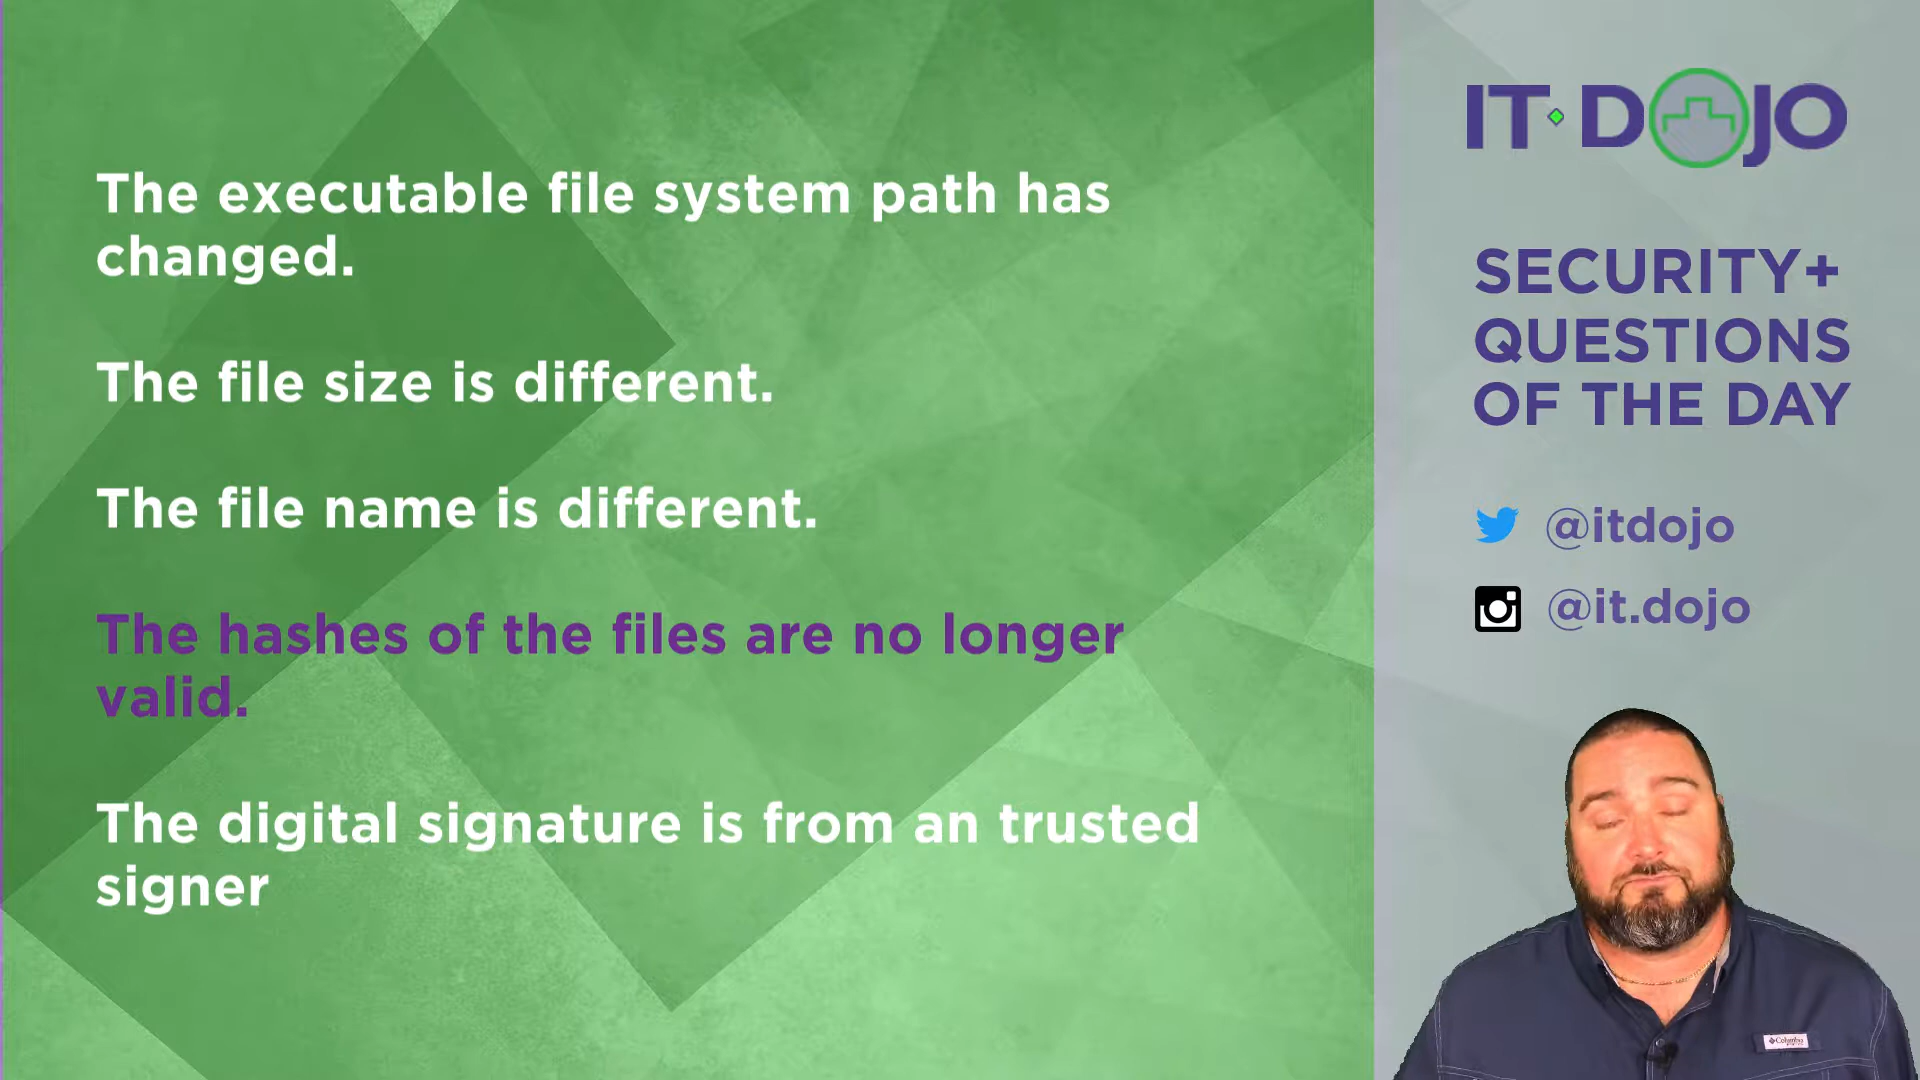 The executable file system path has
changed.
The file size is different.
The file name is different.
The hashes of the files are no longer
valid.
The digital signature is from an trusted
signer
IT DOJO
SECURITY+
QUESTIONS
OF THE DAY
@itdojo
@it.dojo
Columbia